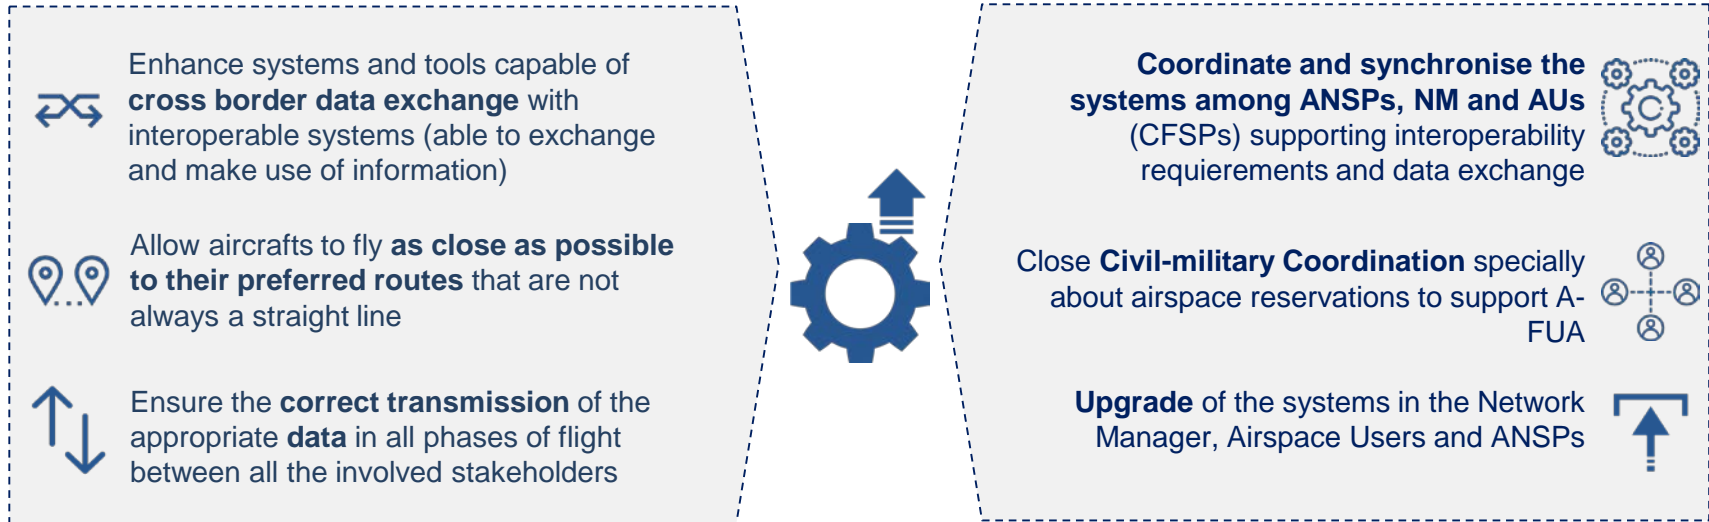 Enhance systems and tools capable of
cross border data exchange with
interoperable systems (able to exchange
and make use of information)
Allow aircrafts to fly as close as possible
to their preferred routes that are not
always a straight line
Ensure the correct transmission of the
appropriate data in all phases of flight
between all the involved stakeholders
Coordinate and synchronise the
systems among ANSPs, NM and AUs
(CFSPs) supporting interoperability
requierements and data exchange
Close Civil-military Coordination specially
about airspace reservations to support A-
FUA
Upgrade of the systems in the Network
Manager, Airspace Users and ANSPs